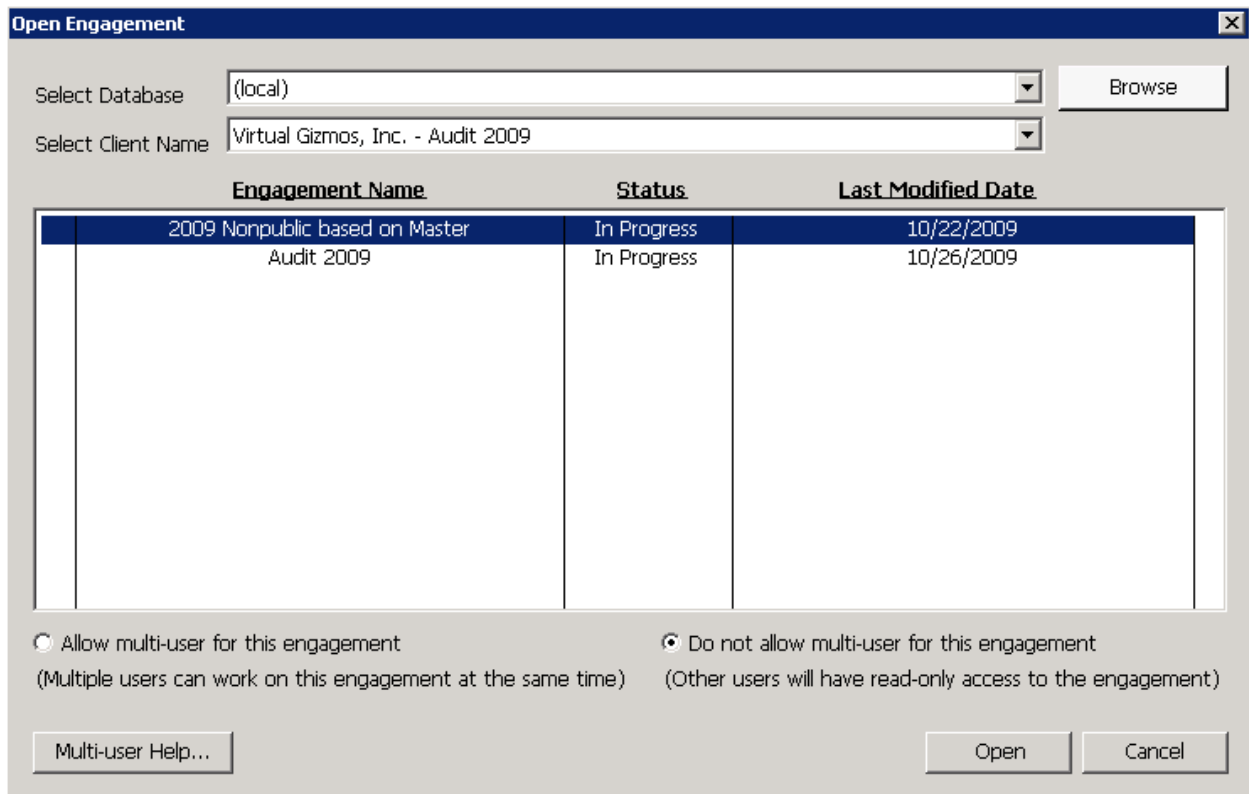 Open Engagement
Select Database (local) Browse
Select Client Name Virtual Gizmos, Inc. - Audit 2009
Engagement Name Status Last Modified Date
2009 Nonpublic based on Master In Progress 10/22/2009
Audit 2009 In Progress 10/26/2009
Allow multi-user for this engagement Do not allow multi-user for this engagement
(Multiple users can work on this engagement at the same time) (Other users will have read-only access to the engagement)
Multi-user Help... Open Cancel